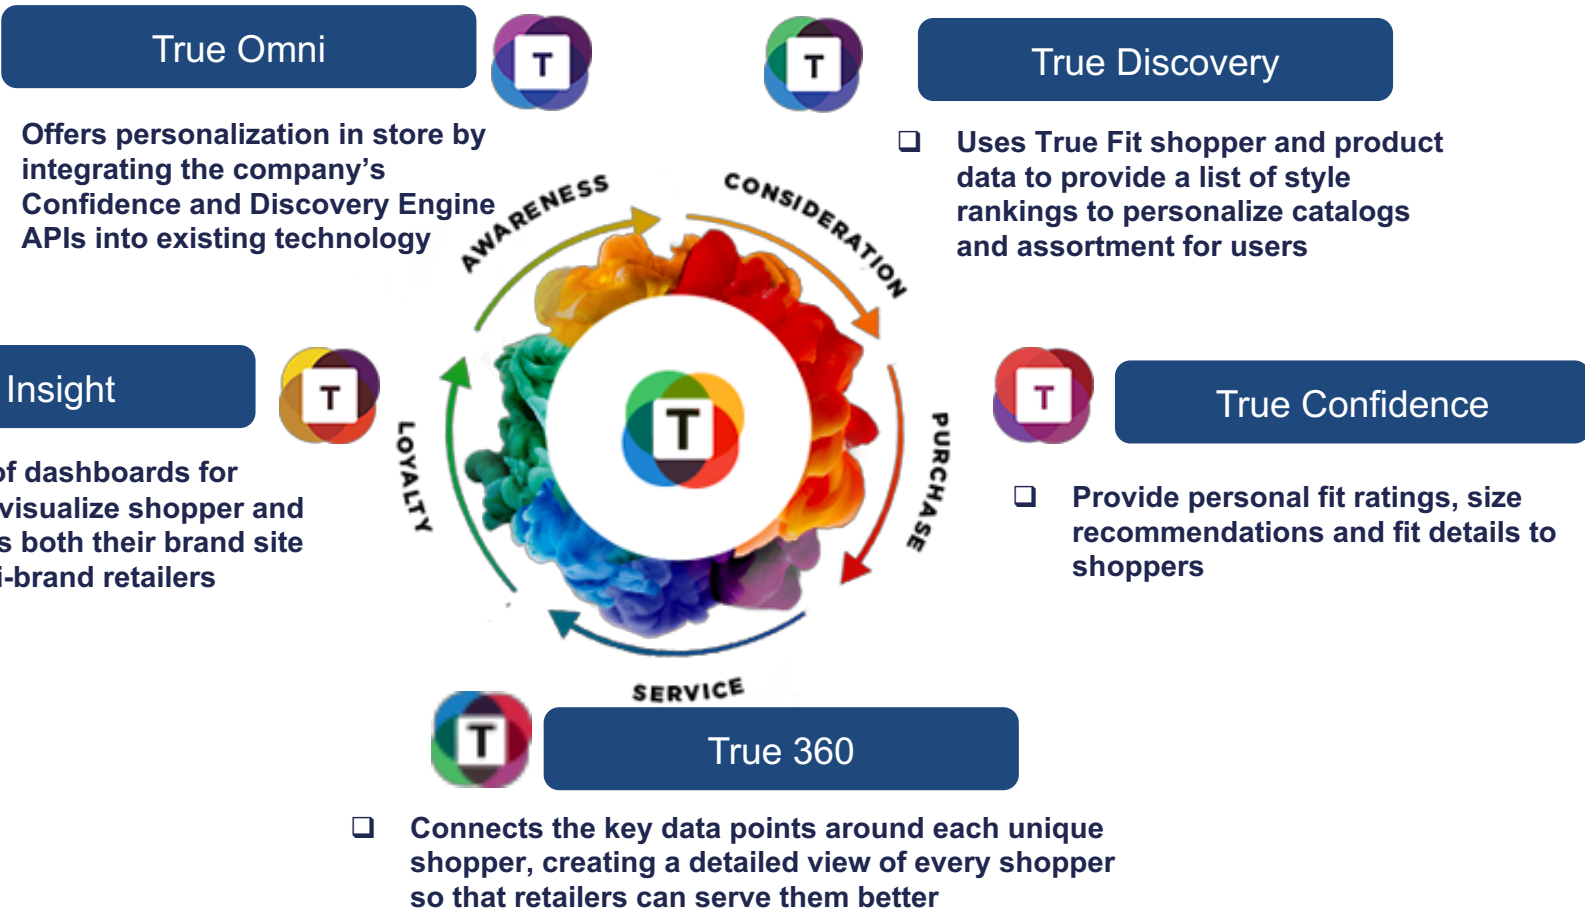 True Omni
T
Offers personalization in store by
integrating the company's
Confidence and Discovery Engine
APIs into existing technology
T
True Discovery
❑ Uses True Fit shopper and product
data to provide a list of style
rankings to personalize catalogs
and assortment for users
AWARENESS
CONSIDERATION
PURCHASE
SERVICE
LOYALTY
T
Insight
T
of dashboards for
visualize shopper and
s both their brand site
i-brand retailers
T
True Confidence
❑ Provide personal fit ratings, size
recommendations and fit details to
shoppers
T
True 360
❑ Connects the key data points around each unique
shopper, creating a detailed view of every shopper
so that retailers can serve them better